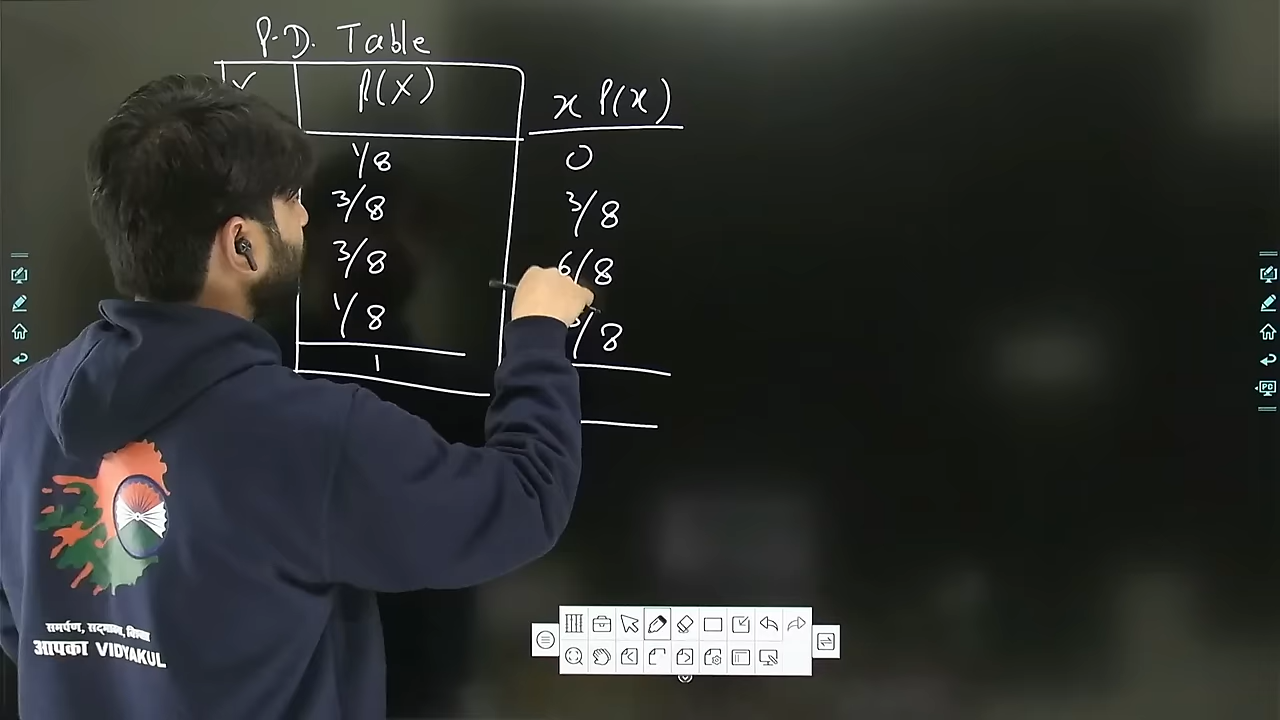 P.D. Table
X P(X) x P(x)
1/8 0
3/8 3/8
3/8 6/8
1/8 3/8
1
समर्पण, सद्भाव, विश्वास
आपका VIDYAKUL